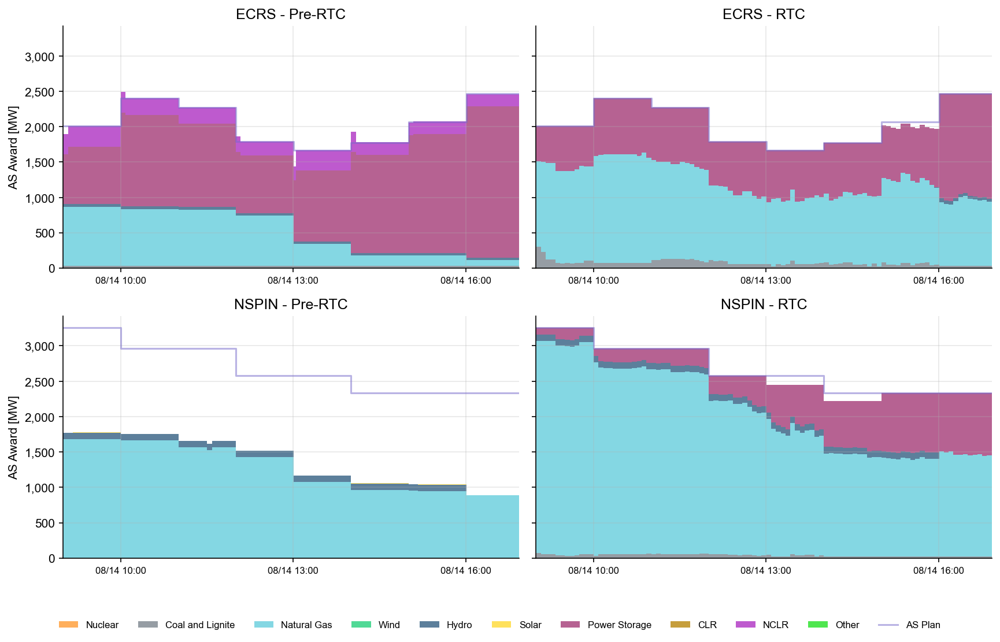 ECRS - Pre-RTC
ECRS - RTC
AS Award [MW]
3,000
2,500
2,000
1,500
1,000
500
0
08/14 10:00
08/14 13:00
08/14 16:00
08/14 10:00
08/14 13:00
08/14 16:00
NSPIN - Pre-RTC
NSPIN - RTC
AS Award [MW]
3,000
2,500
2,000
1,500
1,000
500
0
08/14 10:00
08/14 13:00
08/14 16:00
08/14 10:00
08/14 13:00
08/14 16:00
Nuclear
Coal and Lignite
Natural Gas
Wind
Hydro
Solar
Power Storage
CLR
NCLR
Other
AS Plan